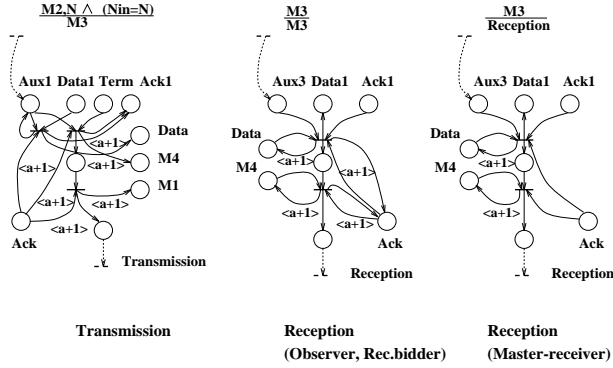 M2,N ∧ (Nin=N)
M3
Aux1 Data1 Term Ack1
Data
<a+1>
<a+1>
M4
<a+1>
<a+1>
M1
<a+1>
Ack
<a+1>
Transmission
Transmission
M3
M3
Aux3 Data1 Ack1
Data
<a+1>
M4
<a+1>
<a+1>
<a+1>
Ack
Reception
Reception
(Observer, Rec.bidder)
M3
Reception
Aux3 Data1 Ack1
Data
<a+1>
M4
<a+1>
Ack
Reception
Reception
(Master-receiver)